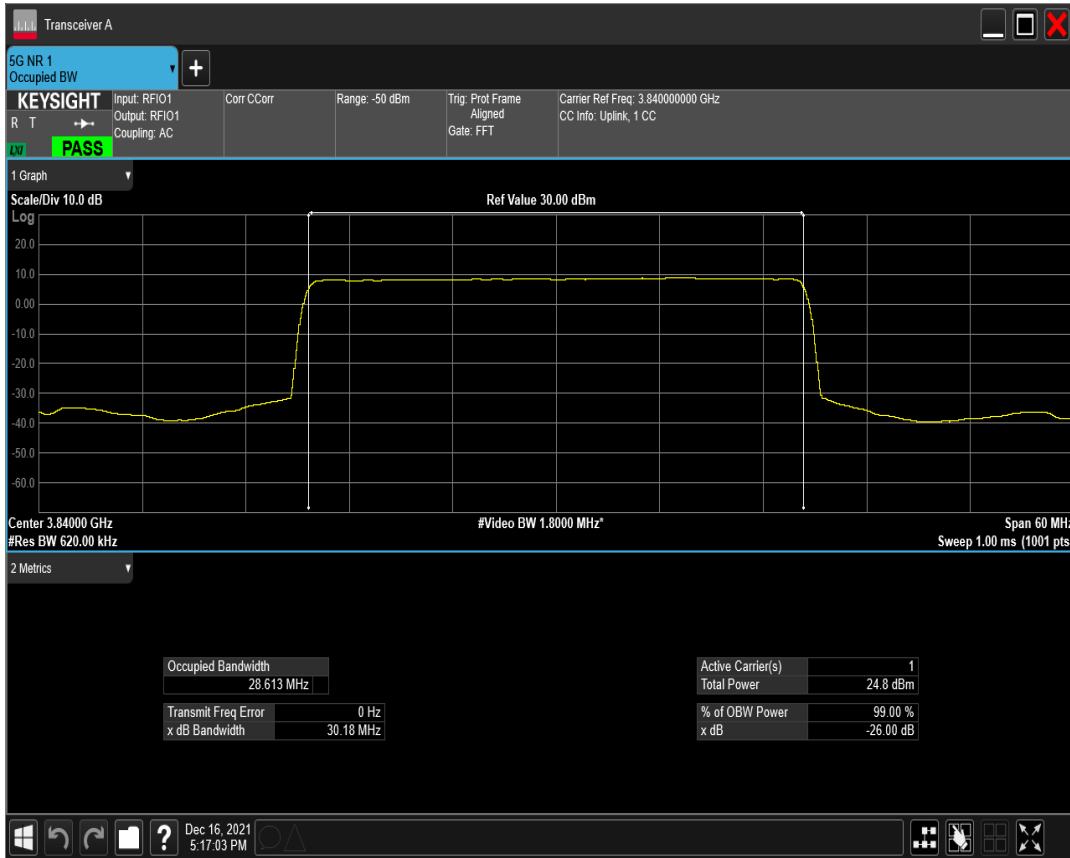 Transceiver A
5G NR 1
Occupied BW
KEYSIGHT
R T
LXI
PASS
Input: RFIO1
Output: RFIO1
Coupling: AC
Corr CCorr
Range: -50 dBm
Trig: Prot Frame
Aligned
Gate: FFT
Carrier Ref Freq: 3.840000000 GHz
CC Info: Uplink, 1 CC
1 Graph
Scale/Div 10.0 dB
Ref Value 30.00 dBm
Log
20.0
10.0
0.00
-10.0
-20.0
-30.0
-40.0
-50.0
-60.0
Center 3.84000 GHz
#Video BW 1.8000 MHz*
Span 60 MHz
#Res BW 620.00 kHz
Sweep 1.00 ms (1001 pts
2 Metrics
Occupied Bandwidth
28.613 MHz
Transmit Freq Error 0 Hz
x dB Bandwidth 30.18 MHz
Active Carrier(s) 1
Total Power 24.8 dBm
% of OBW Power 99.00 %
x dB -26.00 dB
?
Dec 16, 2021
5:17:03 PM